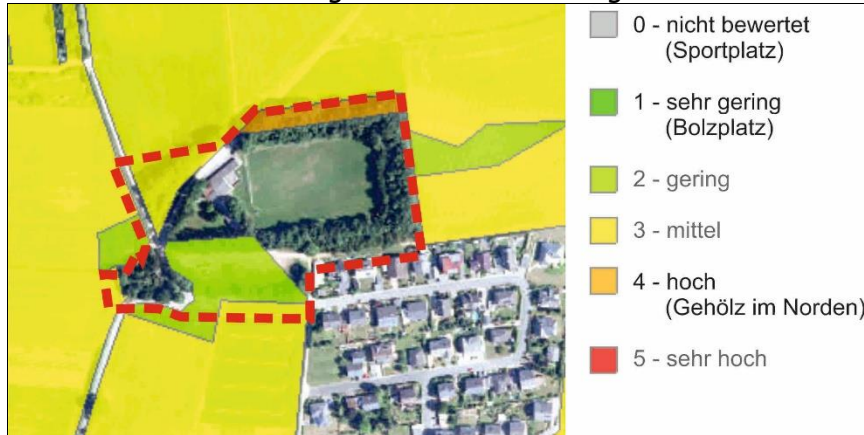 0 - nicht bewertet
(Sportplatz)
1 - sehr gering
(Bolzplatz)
2 - gering
3 - mittel
4 - hoch
(Gehölz im Norden)
5 - sehr hoch